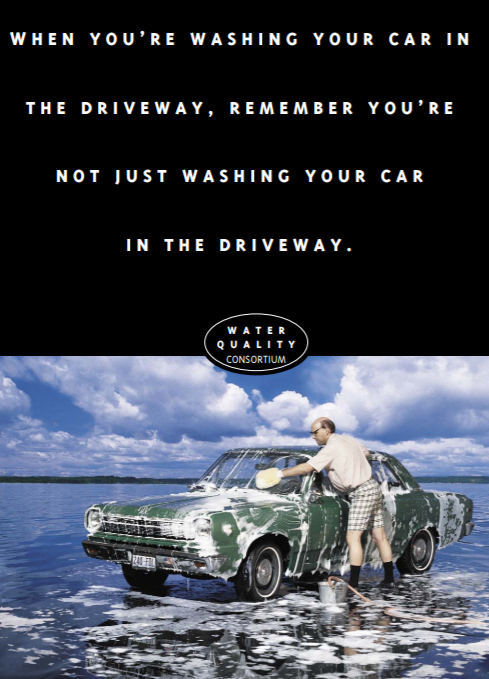 WHEN YOU'RE WASHING YOUR CAR IN
THE DRIVEWAY, REMEMBER YOU'RE
NOT JUST WASHING YOUR CAR
IN THE DRIVEWAY.
WATER
QUALITY
CONSORTIUM